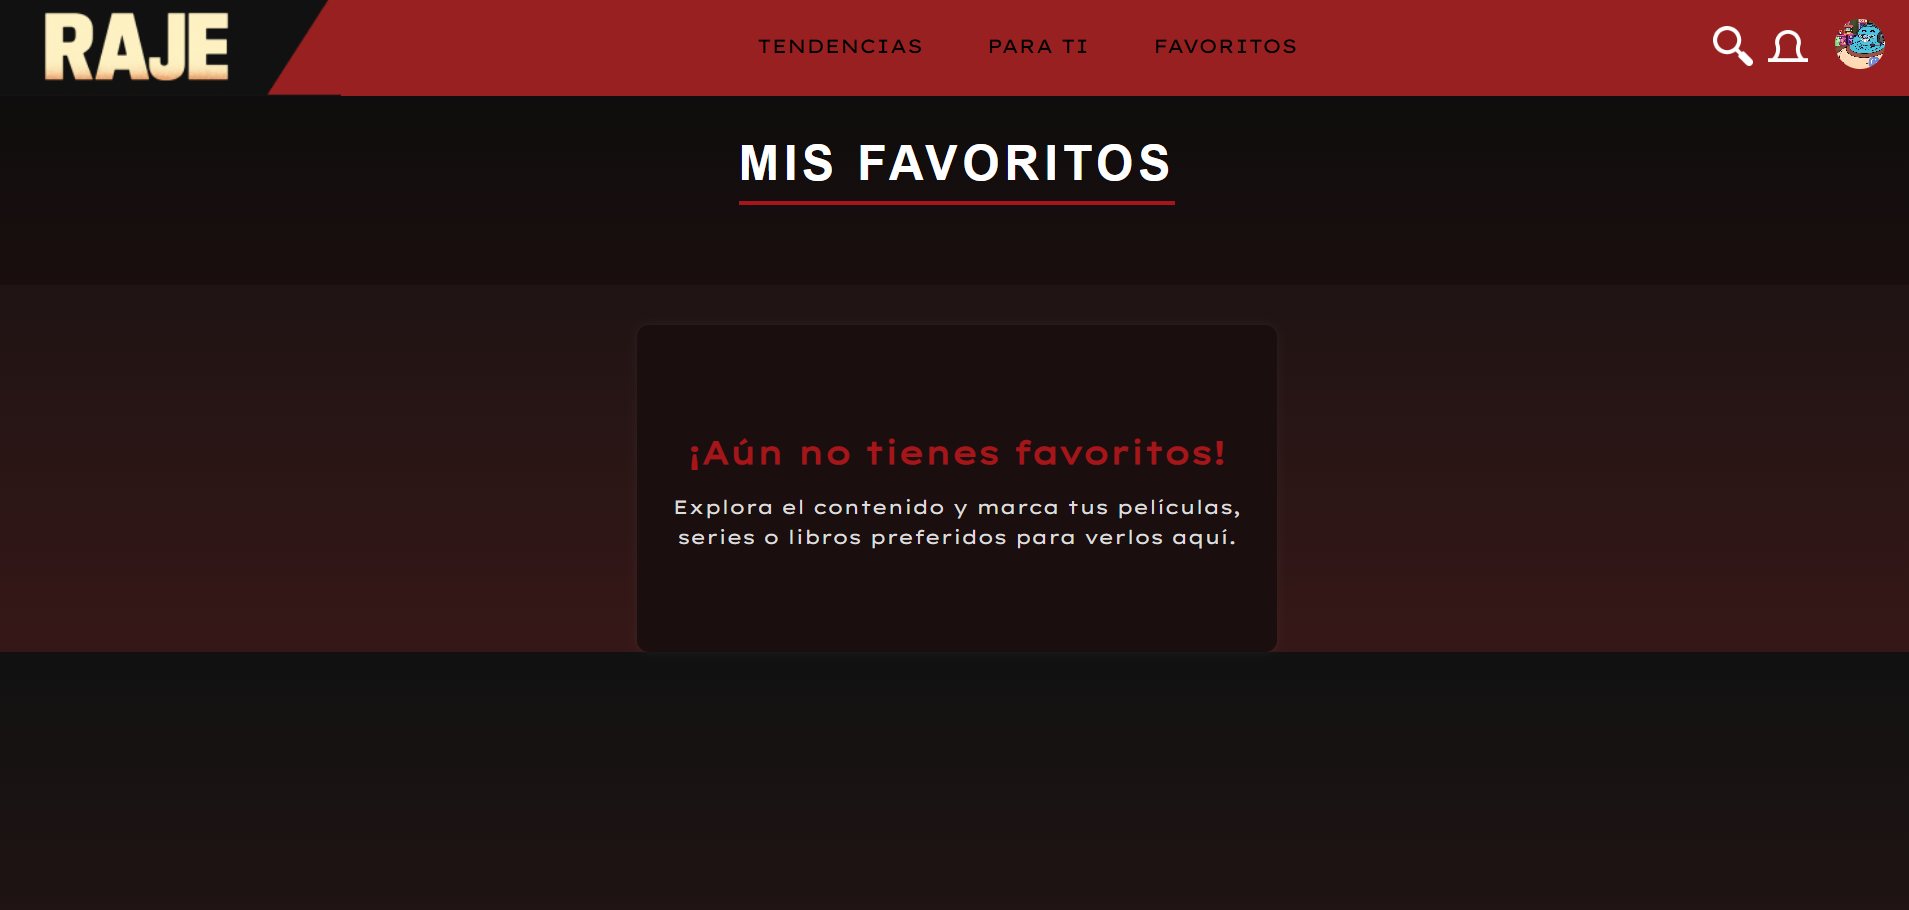 RAJE
TENDENCIAS
PARA TI
FAVORITOS
MIS FAVORITOS
¡Aún no tienes favoritos!
Explora el contenido y marca tus películas,
series o libros preferidos para verlos aquí.